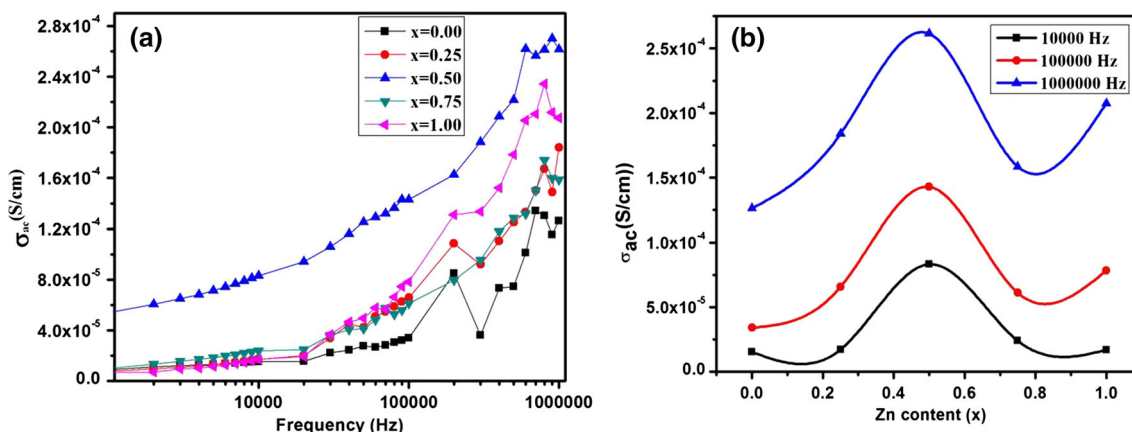 (a)
x=0.00
x=0.25
x=0.50
x=0.75
x=1.00
2.8x10⁻⁴
2.4x10⁻⁴
2.0x10⁻⁴
1.6x10⁻⁴
1.2x10⁻⁴
8.0x10⁻⁵
4.0x10⁻⁵
0.0
σac(S/cm)
10000 100000 1000000
Frequency (Hz)
(b)
10000 Hz
100000 Hz
1000000 Hz
2.5x10⁻⁴
2.0x10⁻⁴
1.5x10⁻⁴
1.0x10⁻⁴
5.0x10⁻⁵
0.0
σac(S/cm))
0.0 0.2 0.4 0.6 0.8 1.0
Zn content (x)